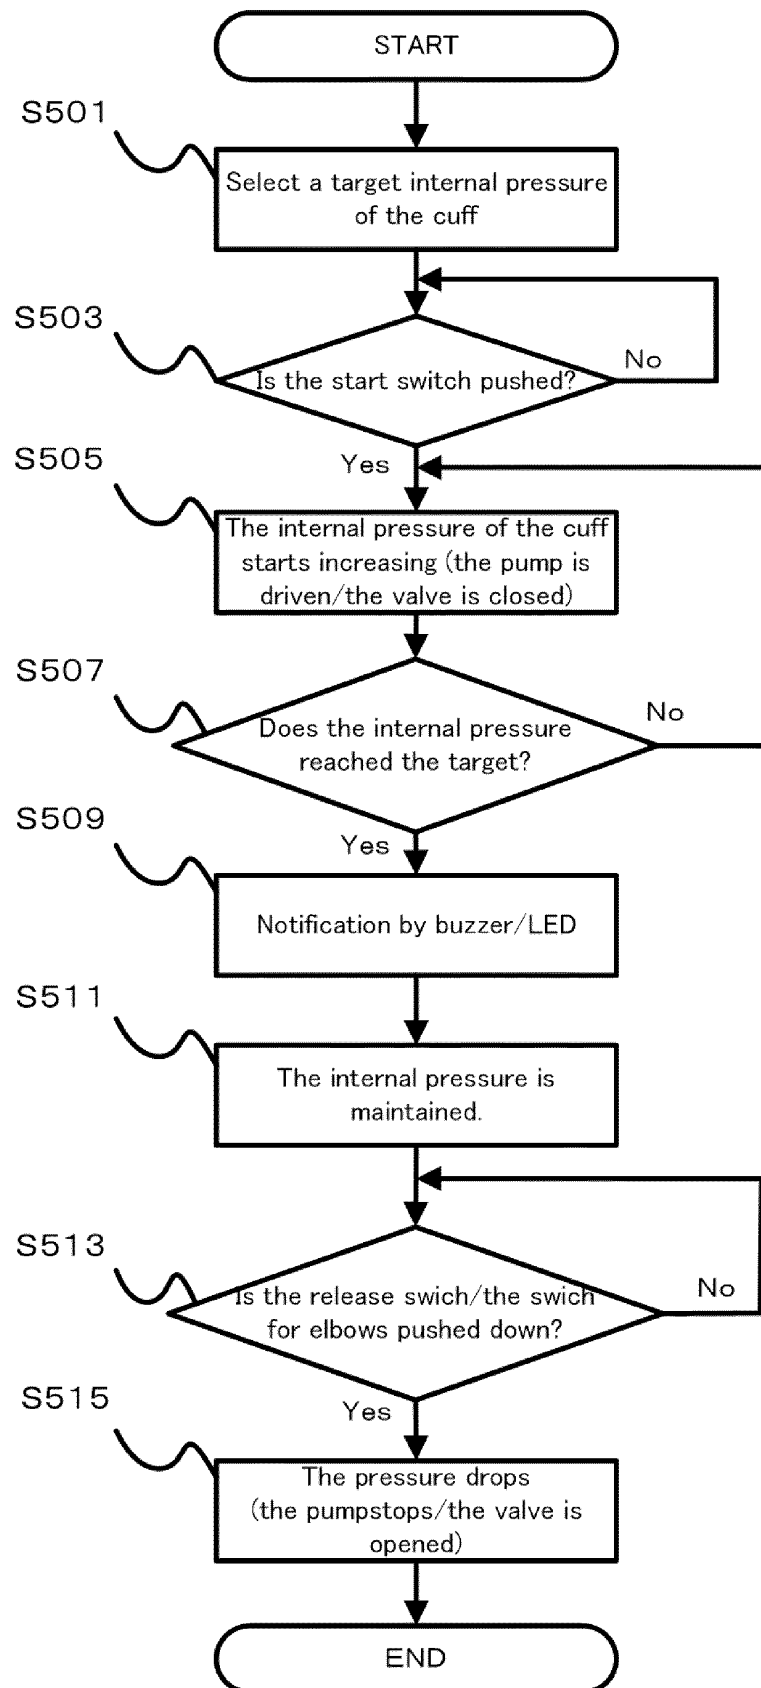 START
S501
Select a target internal pressure
of the cuff
S503
Is the start switch pushed?
No
Yes
S505
The internal pressure of the cuff
starts increasing (the pump is
driven/the valve is closed)
S507
Does the internal pressure
reached the target?
No
Yes
S509
Notification by buzzer/LED
S511
The internal pressure is
maintained.
S513
Is the release swich/the swich
for elbows pushed down?
No
Yes
S515
The pressure drops
(the pumpstops/the valve is
opened)
END